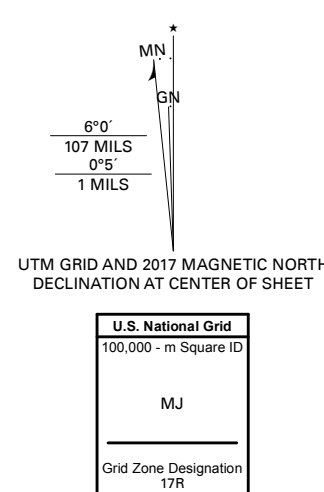 ★
MN
GN
6°0´
107 MILS
0°5´
1 MILS
UTM GRID AND 2017 MAGNETIC NORTH
DECLINATION AT CENTER OF SHEET
U.S. National Grid
100,000 - m Square ID
MJ
Grid Zone Designation
17R